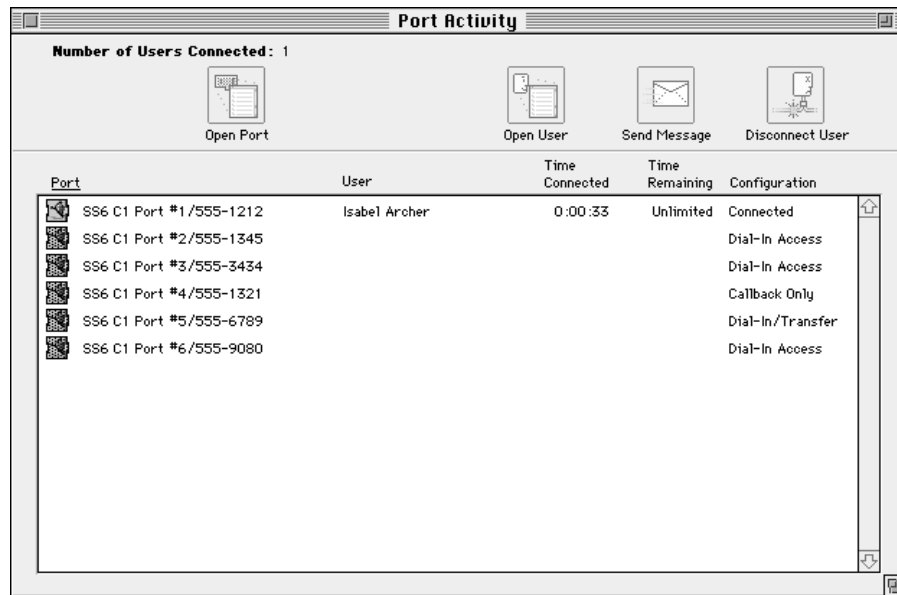 Port Activity
Number of Users Connected: 1
Open Port
Open User
Send Message
Disconnect User
Port User Time Connected Time Remaining Configuration
SS6 C1 Port #1/555-1212 Isabel Archer 0:00:33 Unlimited Connected
SS6 C1 Port #2/555-1345 Dial-In Access
SS6 C1 Port #3/555-3434 Dial-In Access
SS6 C1 Port #4/555-1321 Callback Only
SS6 C1 Port #5/555-6789 Dial-In/Transfer
SS6 C1 Port #6/555-9080 Dial-In Access